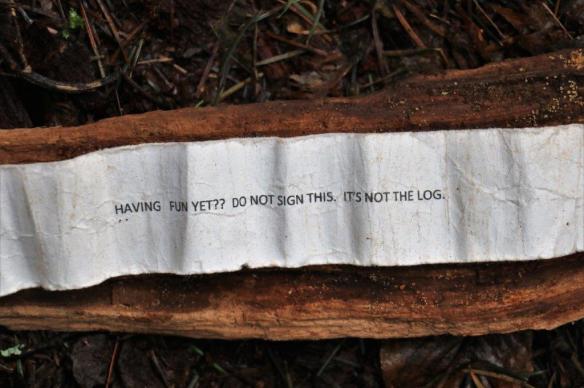 HAVING FUN YET?? DO NOT SIGN THIS. IT'S NOT THE LOG.